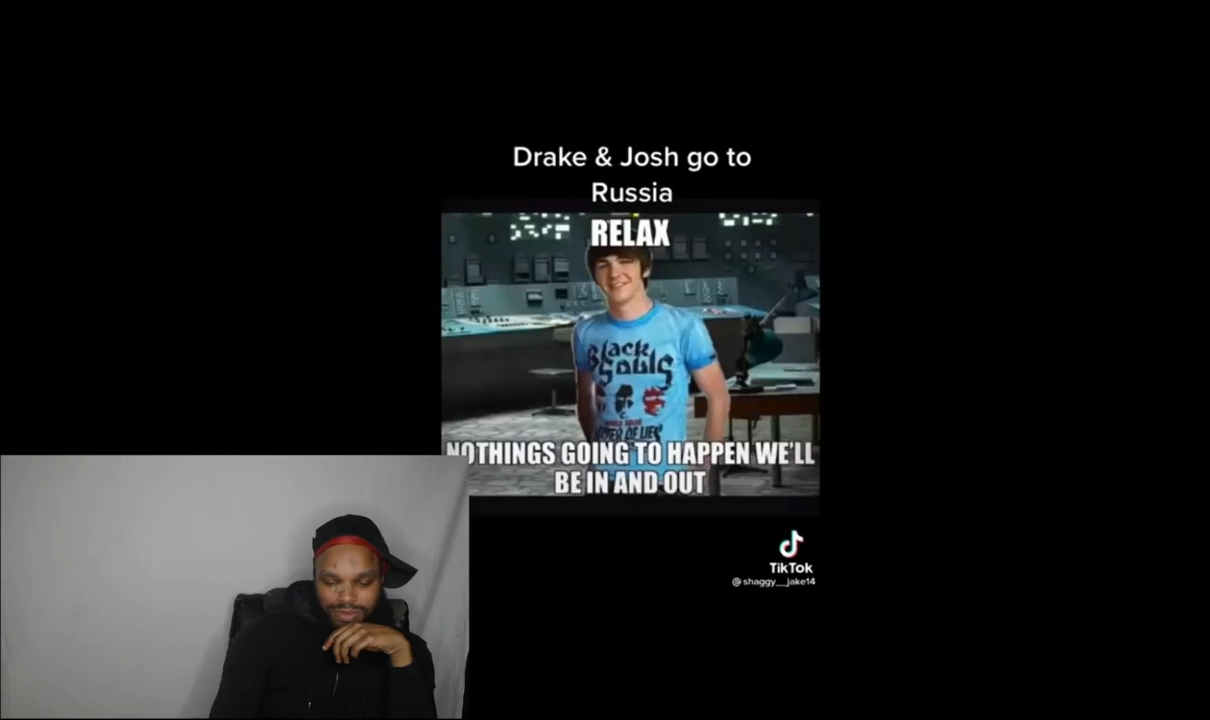 Drake & Josh go to
Russia
RELAX
Black
Souls
NOTHINGS GOING TO HAPPEN WE'LL
BE IN AND OUT
TikTok
@shaggy__jake14